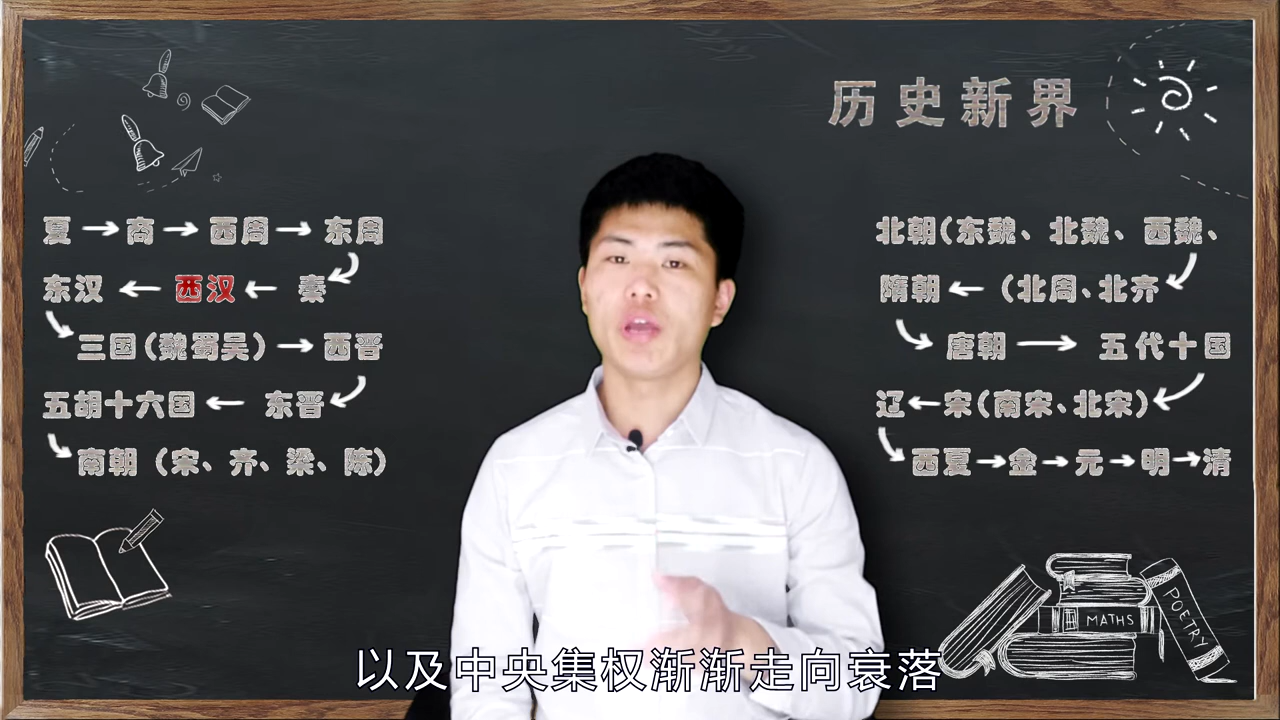 历史新界
夏→商→西周→东周
东汉←西汉←秦
三国(魏蜀吴)→西晋
五胡十六国←东晋
南朝(宋、齐、梁、陈)
北朝(东魏、北魏、西魏、
隋朝←(北周、北齐
唐朝→五代十国
辽←宋(南宋、北宋)
西夏→金→元→明→清
MATHS
POETRY
以及中央集权渐渐走向衰落